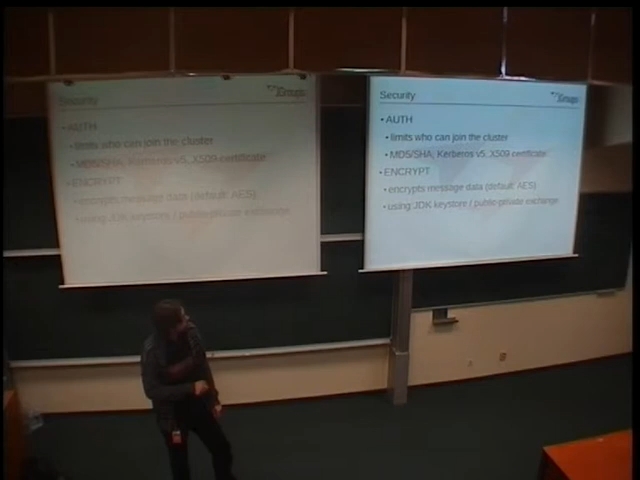 Security
• AUTH
• limits who can join the cluster
• MD5/SHA, Kerberos v5, X509 certificate
• ENCRYPT
• encrypts message data (default: AES)
• using JDK keystore / public-private exchange
Security
• AUTH
• limits who can join the cluster
• MD5/SHA, Kerberos v5, X509 certificate
• ENCRYPT
• encrypts message data (default: AES)
• using JDK keystore / public-private exchange